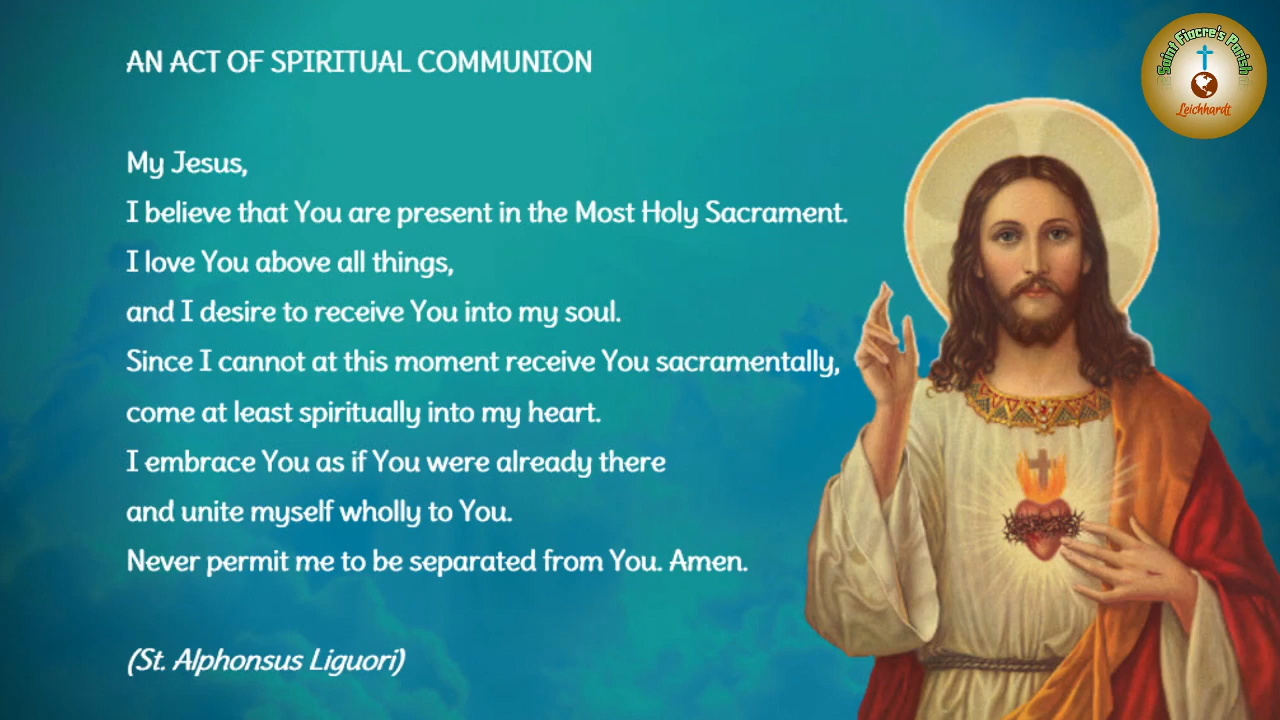 AN ACT OF SPIRITUAL COMMUNION
My Jesus,
I believe that You are present in the Most Holy Sacrament.
I love You above all things,
and I desire to receive You into my soul.
Since I cannot at this moment receive You sacramentally,
come at least spiritually into my heart.
I embrace You as if You were already there
and unite myself wholly to You.
Never permit me to be separated from You. Amen.
(St. Alphonsus Liguori)
Saint Fiacre's Parish
Leichhardt